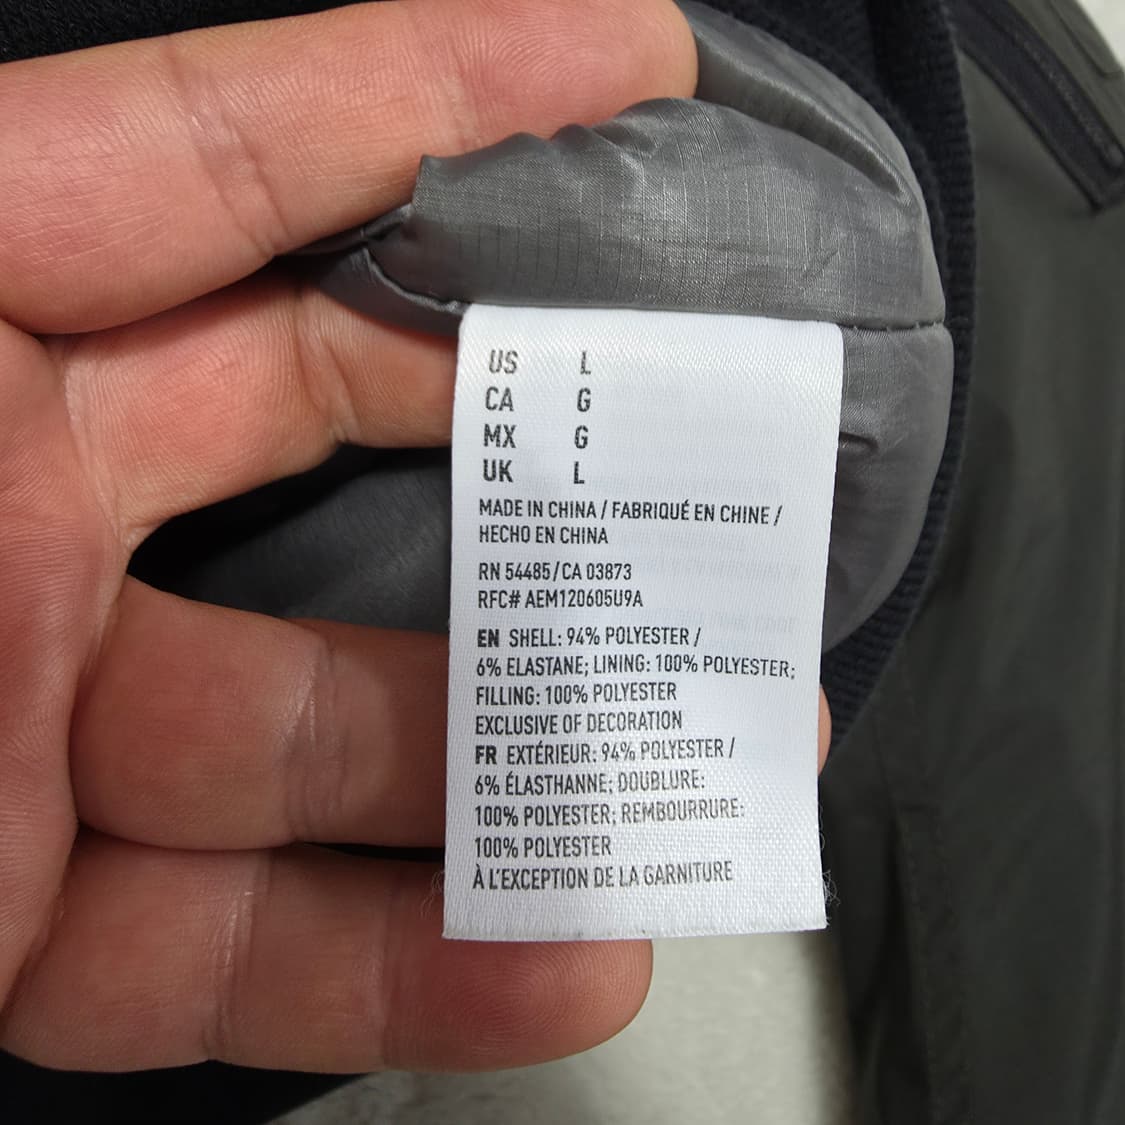 US L
CA G
MX G
UK L
MADE IN CHINA / FABRIQUÉ EN CHINE /
HECHO EN CHINA
RN 54485/CA 03873
RFC# AEM120605U9A
EN SHELL: 94% POLYESTER /
6% ELASTANE; LINING: 100% POLYESTER;
FILLING: 100% POLYESTER
EXCLUSIVE OF DECORATION
FR EXTÉRIEUR: 94% POLYESTER /
6% ÉLASTHANNE; DOUBLURE:
100% POLYESTER; REMBOURRURE:
100% POLYESTER
À L'EXCEPTION DE LA GARNITURE